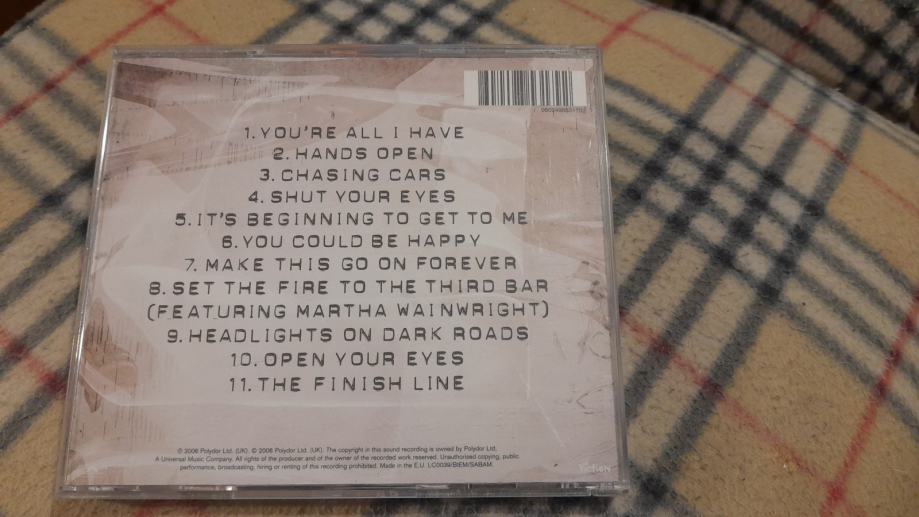 1. YOU'RE ALL I HAVE
2. HANDS OPEN
3. CHASING CARS
4. SHUT YOUR EYES
5. IT'S BEGINNING TO GET TO ME
6. YOU COULD BE HAPPY
7. MAKE THIS GO ON FOREVER
8. SET THE FIRE TO THE THIRD BAR
(FEATURING MARTHA WAINWRIGHT)
9. HEADLIGHTS ON DARK ROADS
10. OPEN YOUR EYES
11. THE FINISH LINE
℗ 2006 Polydor Ltd. (UK). © 2006 Polydor Ltd. (UK). The copyright in this sound recording is owned by Polydor Ltd.
A Universal Music Company. All rights of the producer and of the owner of the recorded work reserved. Unauthorised copying, public
performance, broadcasting, hiring or renting of this recording prohibited. Made in the E.U. LC0039/BIEM/SABAM.
Fiction